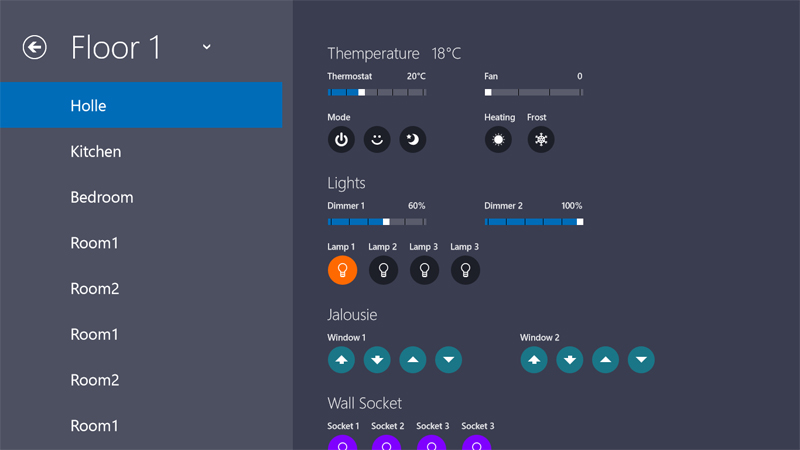 Floor 1
Holle
Kitchen
Bedroom
Room1
Room2
Room1
Room2
Room1
Themperature 18°C
Thermostat 20°C Fan 0
Mode Heating Frost
Lights
Dimmer 1 60% Dimmer 2 100%
Lamp 1 Lamp 2 Lamp 3 Lamp 3
Jalousie
Window 1 Window 2
Wall Socket
Socket 1 Socket 2 Socket 3 Socket 3